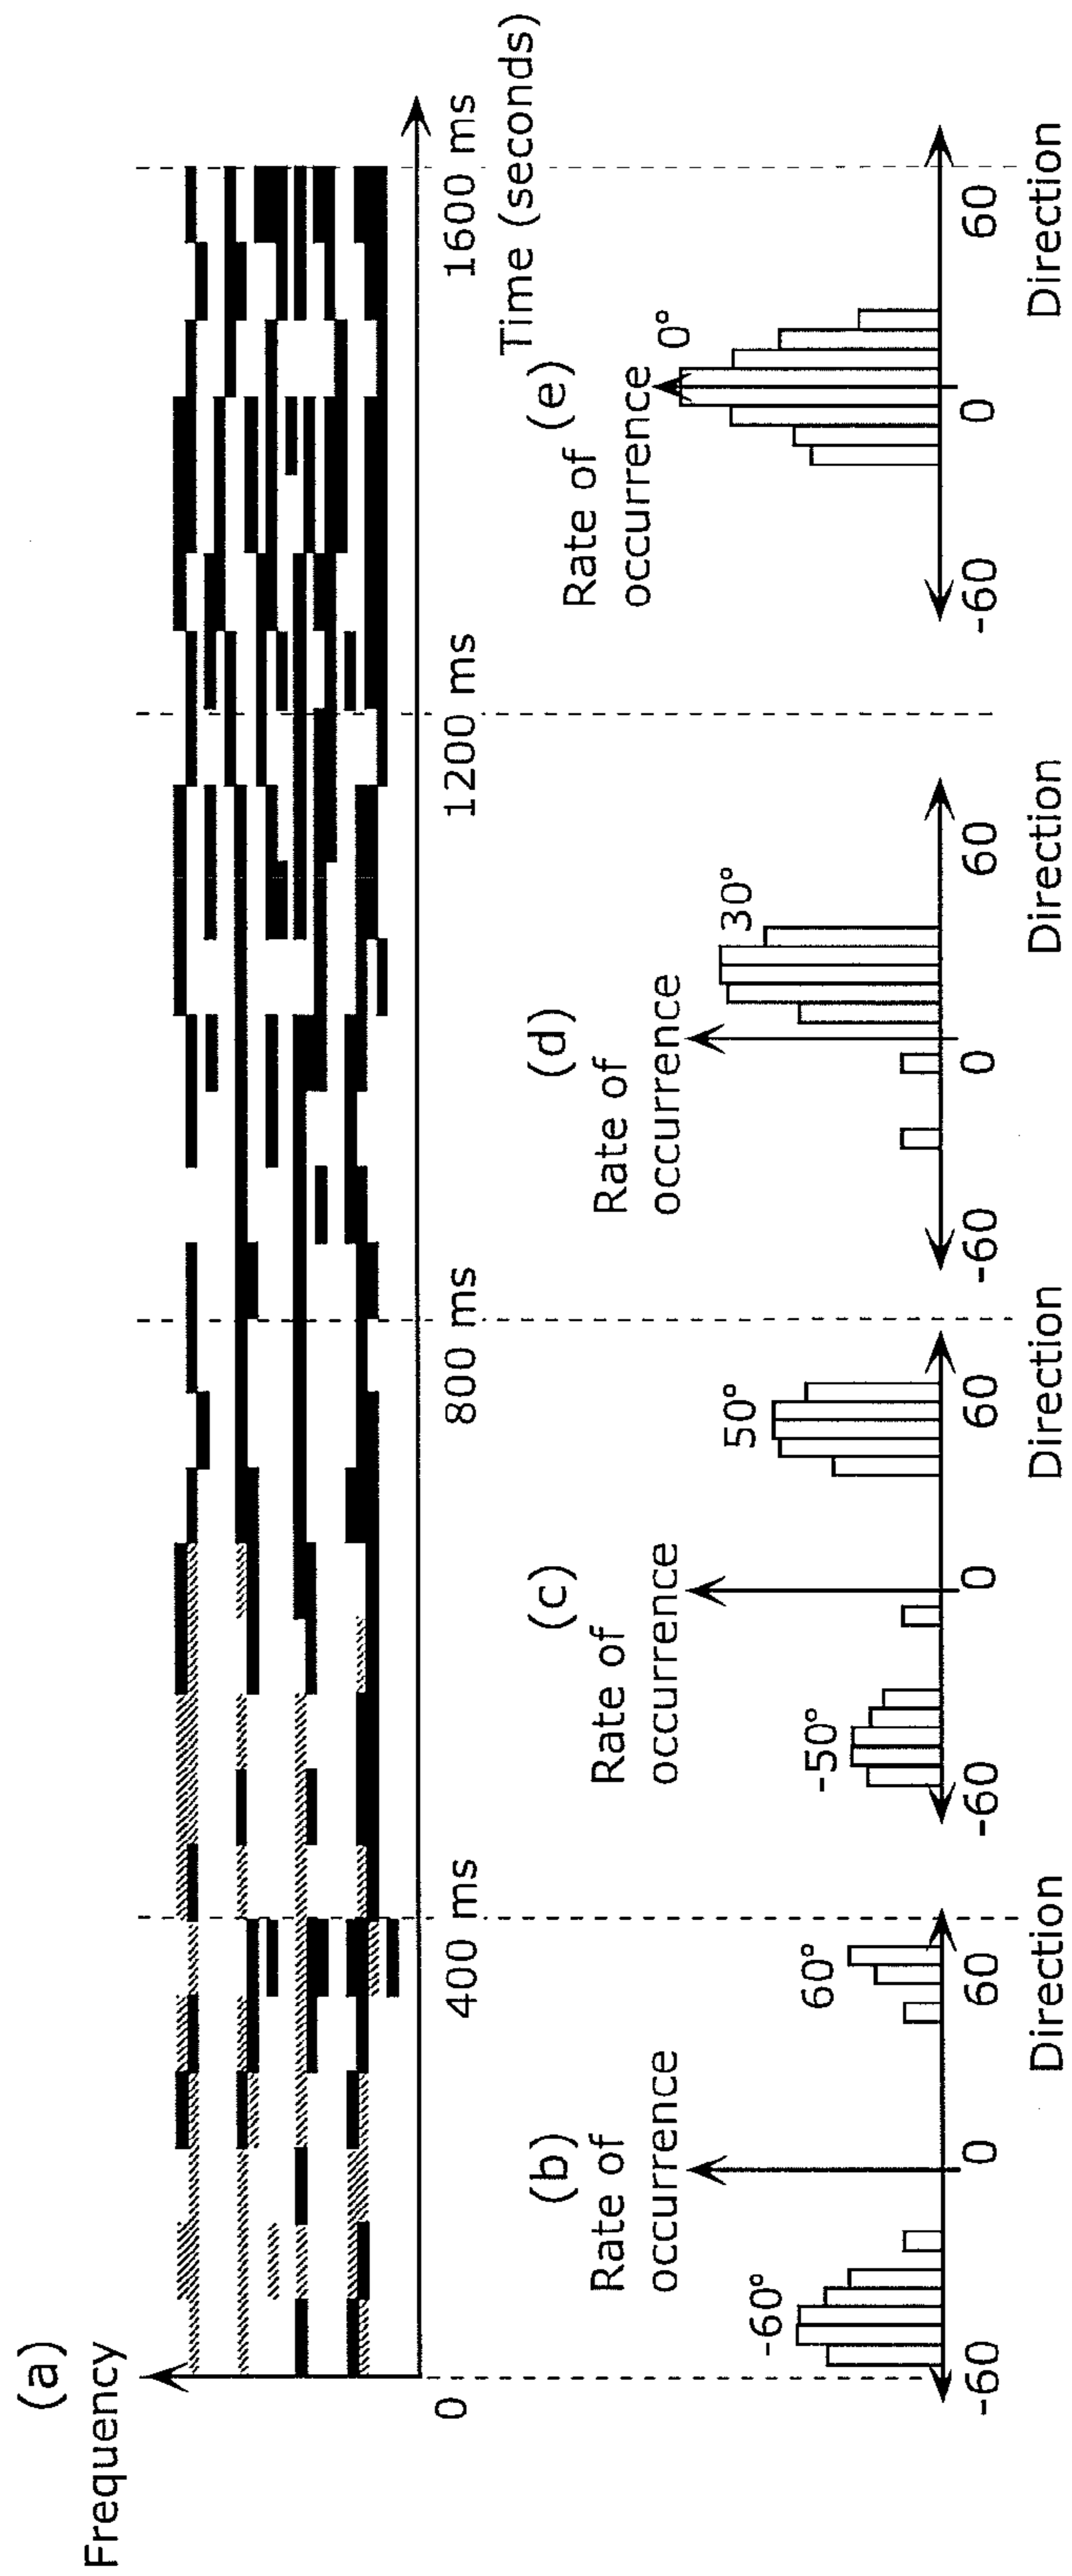 (a)
Frequency
0
400 ms
800 ms
1200 ms
1600 ms
Time (seconds)
(b)
Rate of
occurrence
-60°
60°
-60
0
60
Direction
(c)
Rate of
occurrence
-50°
50°
-60
0
60
Direction
(d)
Rate of
occurrence
30°
-60
0
60
Direction
(e)
Rate of
occurrence
0°
-60
0
60
Direction